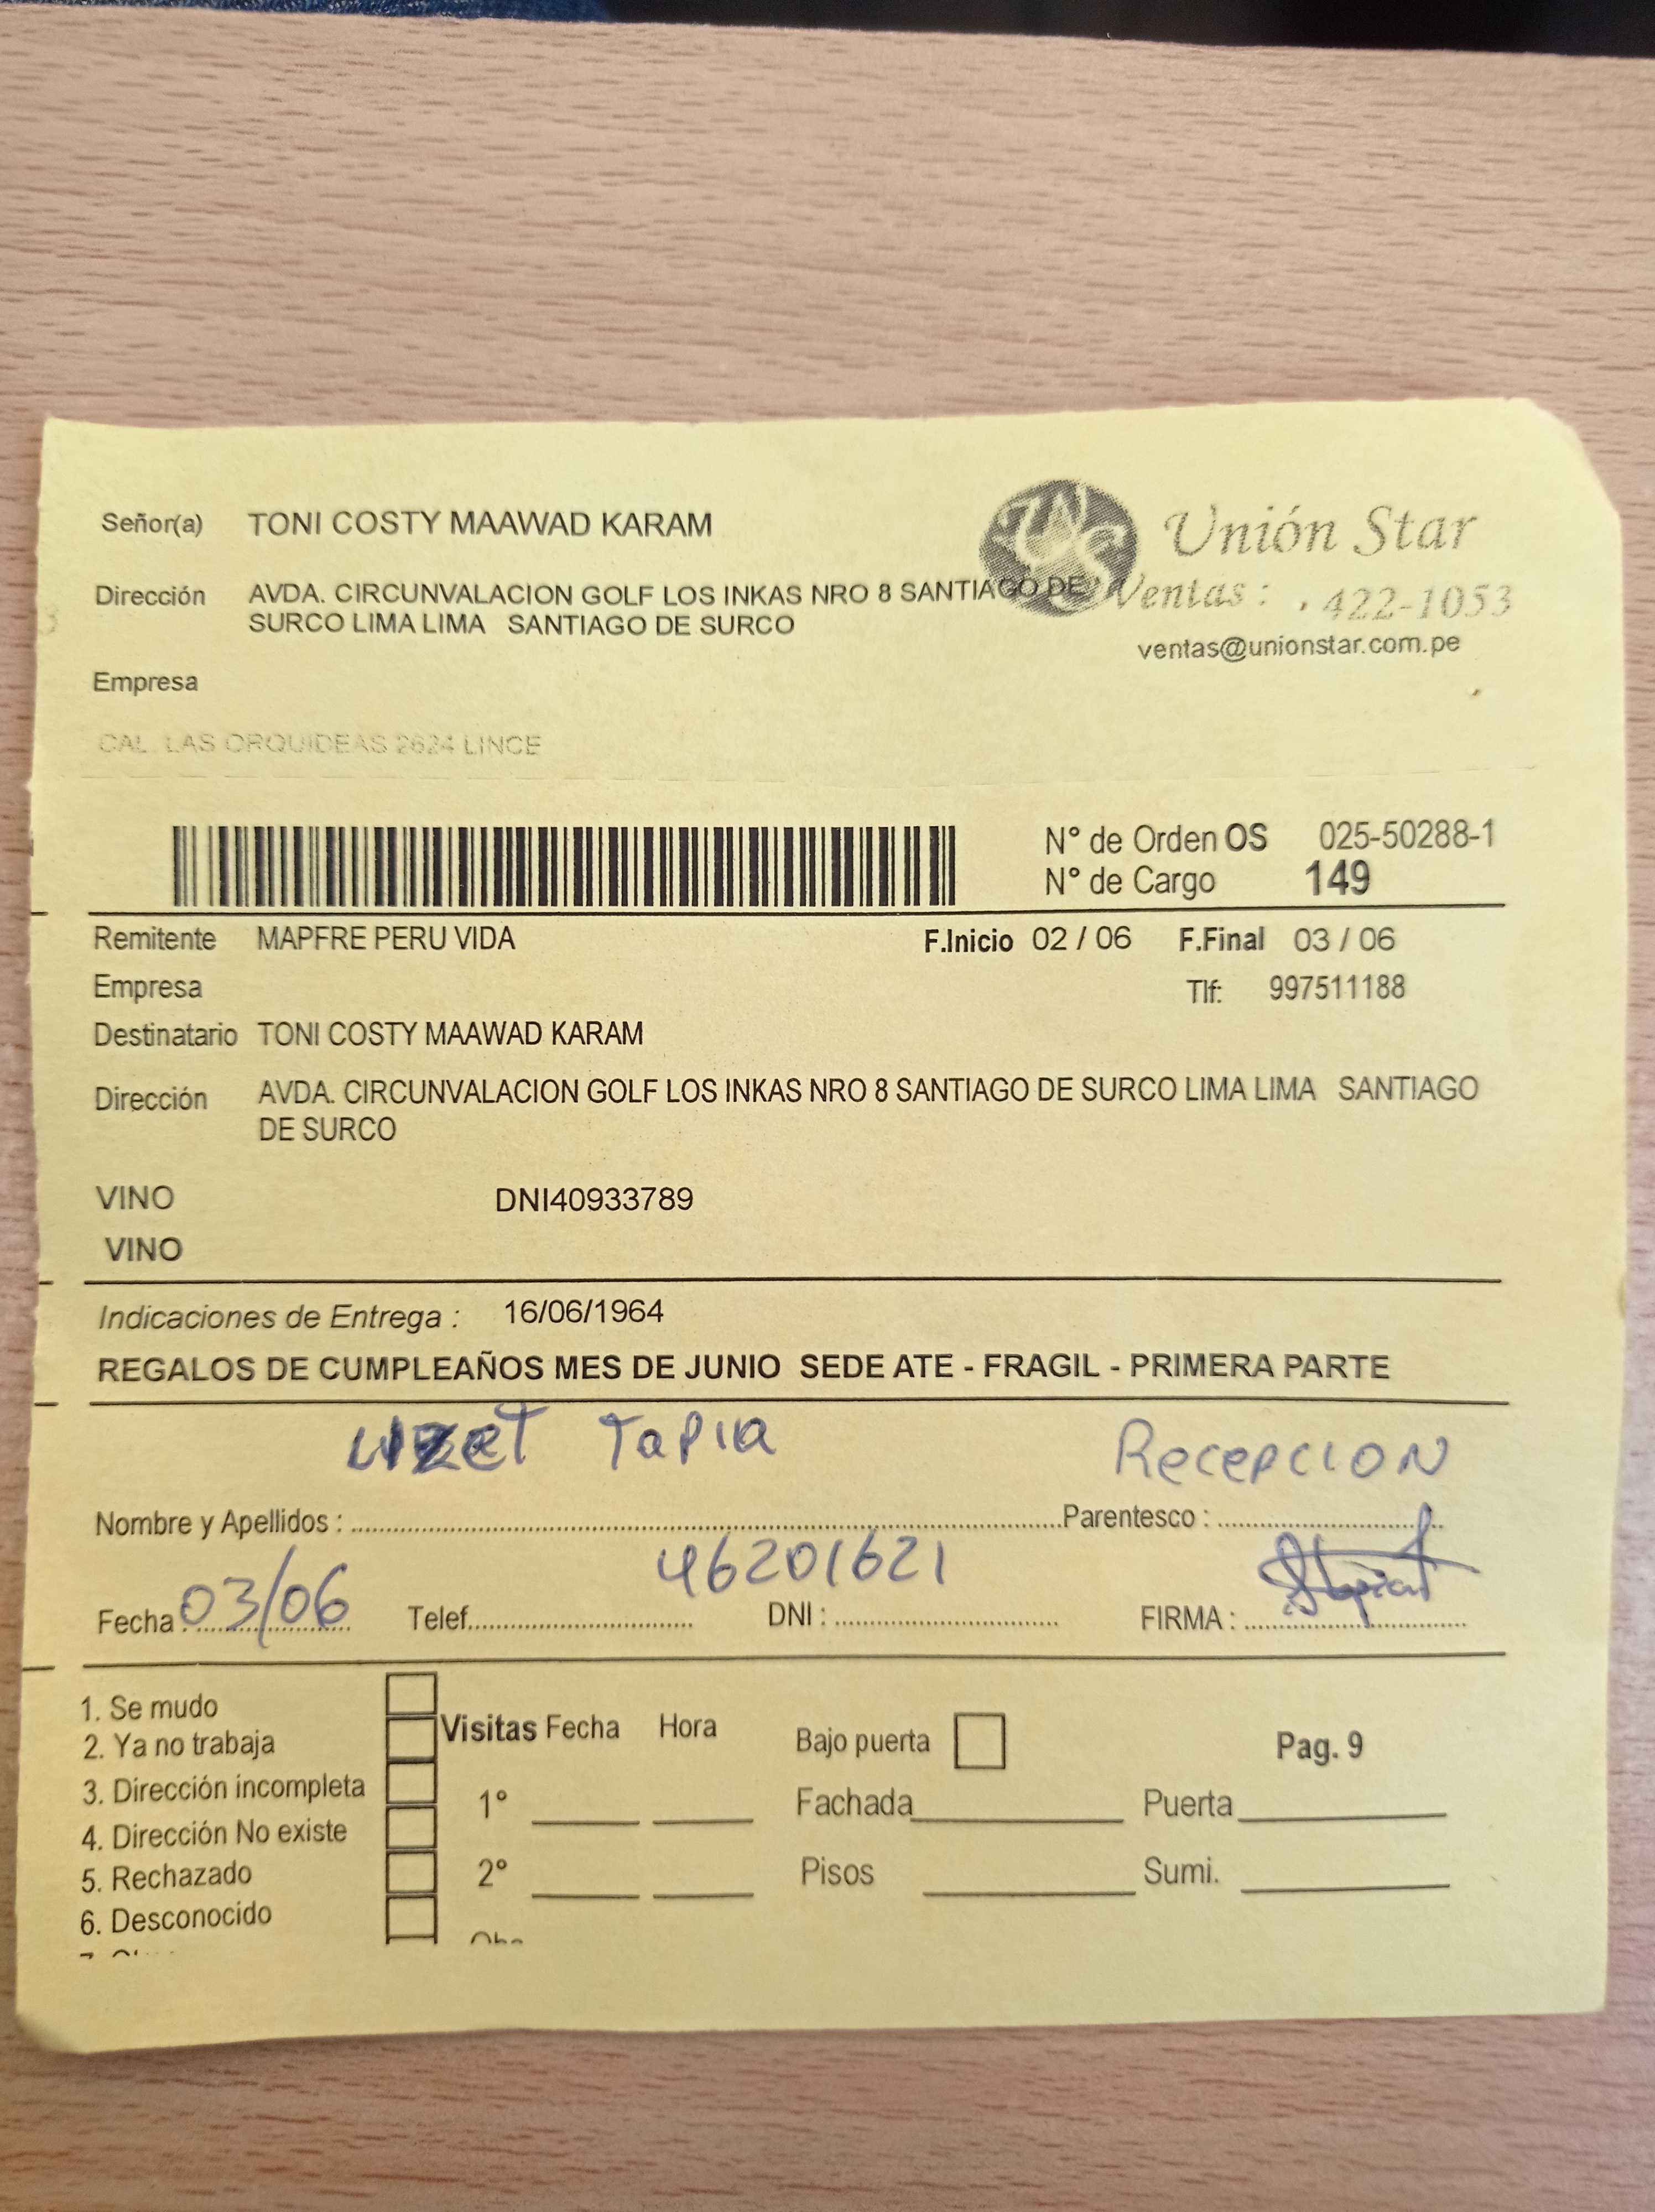 Señor(a) TONI COSTY MAAWAD KARAM
Unión Star
Dirección AVDA. CIRCUNVALACION GOLF LOS INKAS NRO 8 SANTIAGO DE
SURCO LIMA LIMA SANTIAGO DE SURCO
Ventas : 422-1053
ventas@unionstar.com.pe
Empresa
CAL. LAS ORQUIDEAS 2624 LINCE
N° de Orden OS 025-50288-1
N° de Cargo 149
Remitente MAPFRE PERU VIDA F.Inicio 02 / 06 F.Final 03 / 06
Empresa Tlf: 997511188
Destinatario TONI COSTY MAAWAD KARAM
Dirección AVDA. CIRCUNVALACION GOLF LOS INKAS NRO 8 SANTIAGO DE SURCO LIMA LIMA SANTIAGO
DE SURCO
VINO DNI40933789
VINO
Indicaciones de Entrega : 16/06/1964
REGALOS DE CUMPLEAÑOS MES DE JUNIO SEDE ATE - FRAGIL - PRIMERA PARTE
Lizet Tapia Recepcion
Nombre y Apellidos : Parentesco :
03/06 46201621
Fecha : Telef. DNI : FIRMA :
1. Se mudo
2. Ya no trabaja
3. Dirección incompleta
4. Dirección No existe
5. Rechazado
6. Desconocido
Visitas Fecha Hora
1°
2°
Bajo puerta Pag. 9
Fachada Puerta
Pisos Sumi.